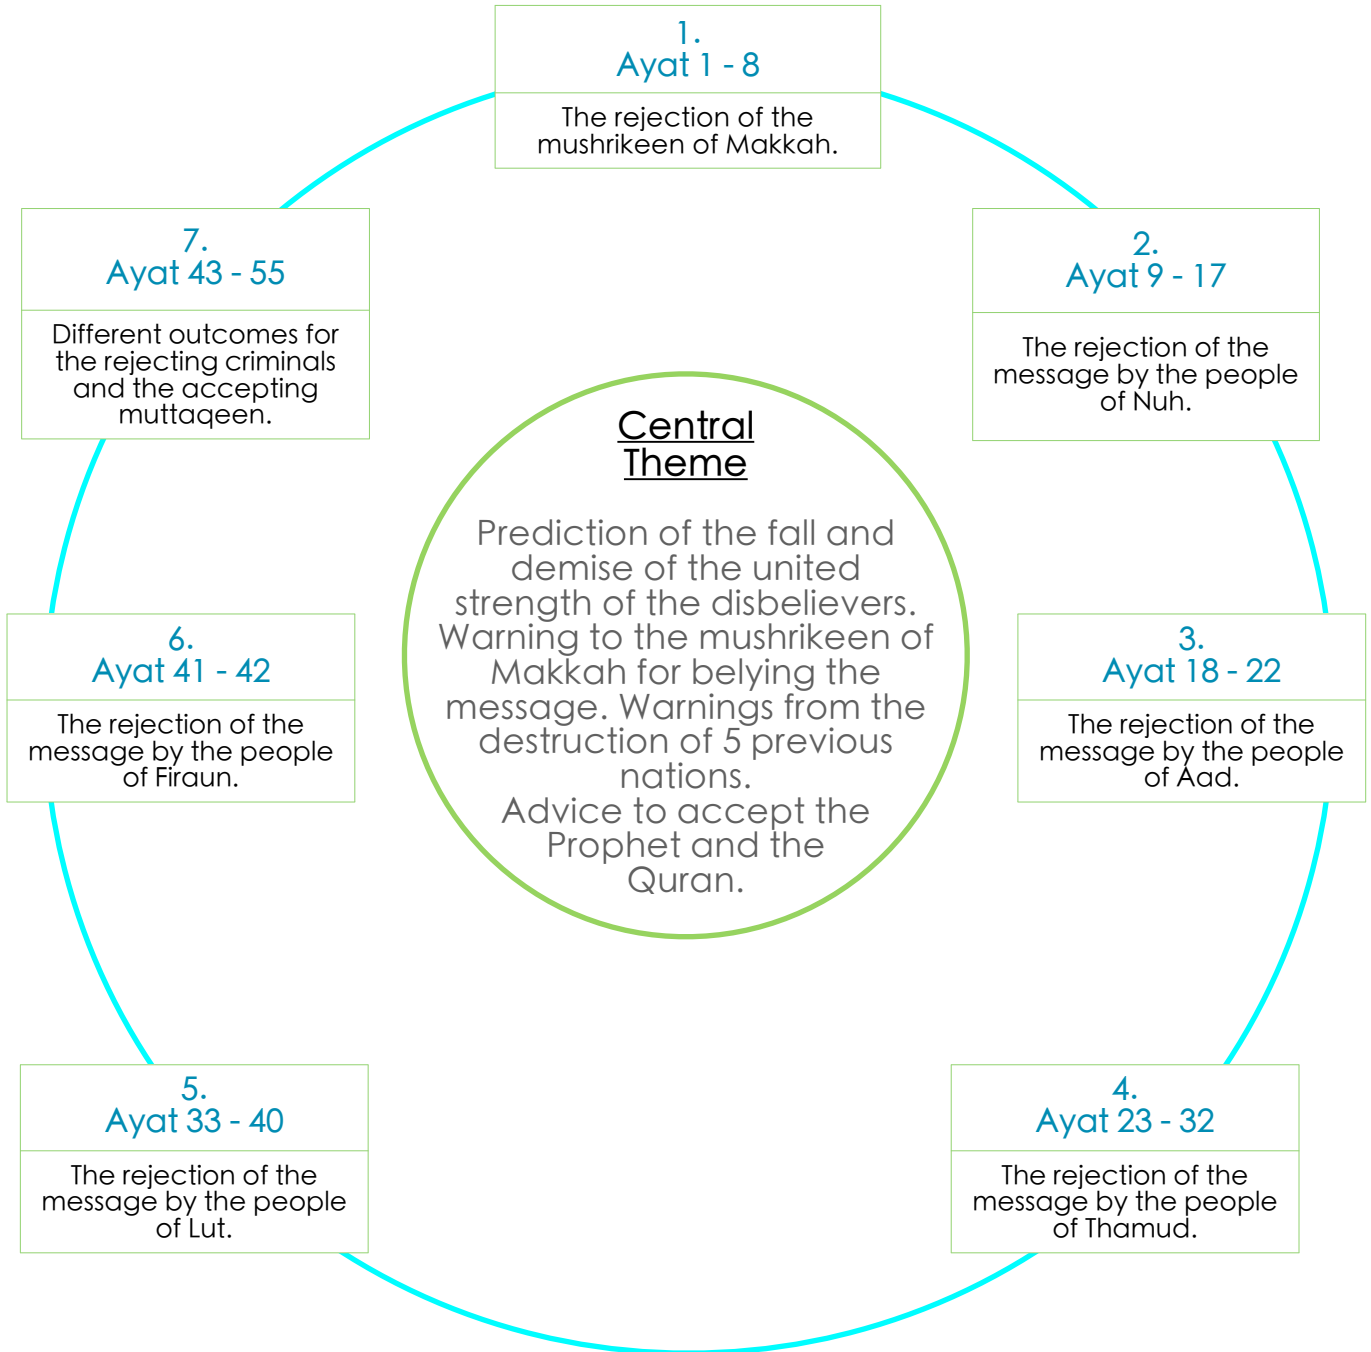 1.
Ayat 1 - 8
The rejection of the
mushrikeen of Makkah.
2.
Ayat 9 - 17
The rejection of the
message by the people
of Nuh.
3.
Ayat 18 - 22
The rejection of the
message by the people
of Aad.
4.
Ayat 23 - 32
The rejection of the
message by the people
of Thamud.
5.
Ayat 33 - 40
The rejection of the
message by the people
of Lut.
6.
Ayat 41 - 42
The rejection of the
message by the people
of Firaun.
7.
Ayat 43 - 55
Different outcomes for
the rejecting criminals
and the accepting
muttaqeen.
Central
Theme
Prediction of the fall and
demise of the united
strength of the disbelievers.
Warning to the mushrikeen of
Makkah for belying the
message. Warnings from the
destruction of 5 previous
nations.
Advice to accept the
Prophet and the
Quran.